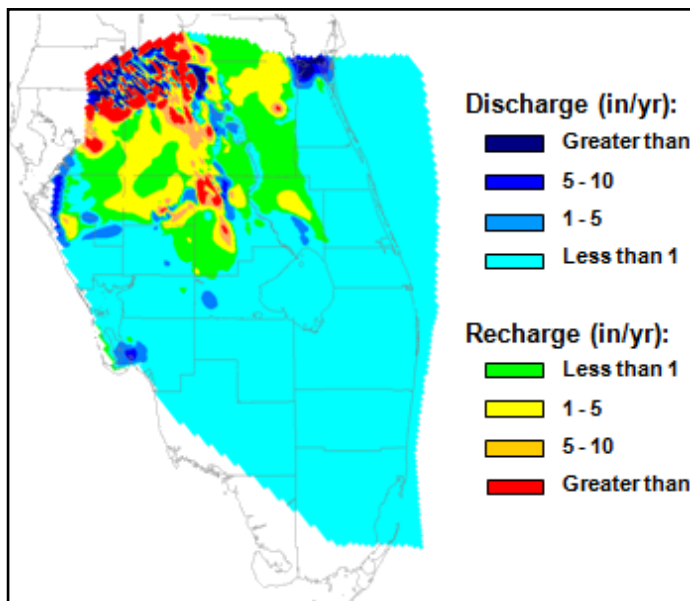 Discharge (in/yr):
Greater than
5 - 10
1 - 5
Less than 1
Recharge (in/yr):
Less than 1
1 - 5
5 - 10
Greater than